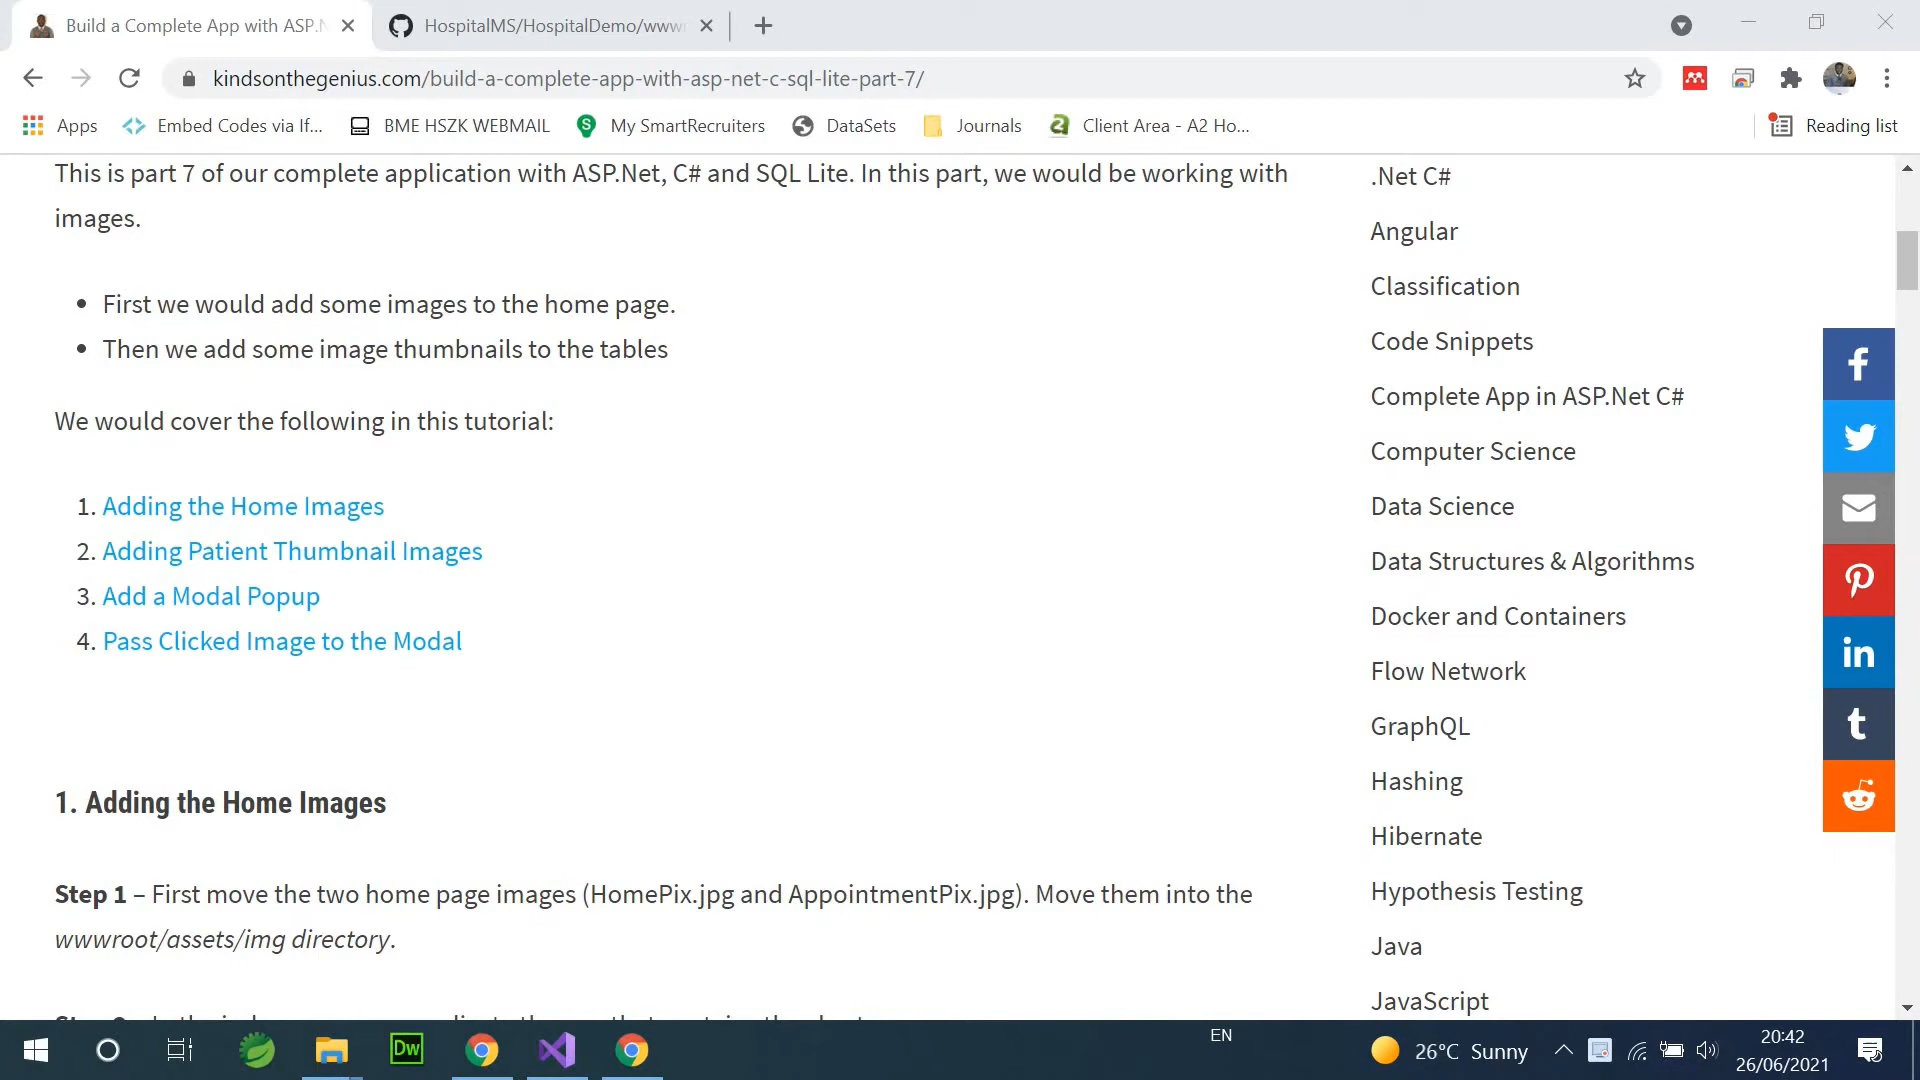 Build a Complete App with ASP.N
HospitalMS/HospitalDemo/www
kindsonthegenius.com/build-a-complete-app-with-asp-net-c-sql-lite-part-7/
Apps
Embed Codes via If...
BME HSZK WEBMAIL
My SmartRecruiters
DataSets
Journals
Client Area - A2 Ho...
Reading list
This is part 7 of our complete application with ASP.Net, C# and SQL Lite. In this part, we would be working with
images.
• First we would add some images to the home page.
• Then we add some image thumbnails to the tables
We would cover the following in this tutorial:
1. Adding the Home Images
2. Adding Patient Thumbnail Images
3. Add a Modal Popup
4. Pass Clicked Image to the Modal
1. Adding the Home Images
Step 1 – First move the two home page images (HomePix.jpg and AppointmentPix.jpg). Move them into the
wwwroot/assets/img directory.
.Net C#
Angular
Classification
Code Snippets
Complete App in ASP.Net C#
Computer Science
Data Science
Data Structures & Algorithms
Docker and Containers
Flow Network
GraphQL
Hashing
Hibernate
Hypothesis Testing
Java
JavaScript
Dw
EN
26°C Sunny
20:42
26/06/2021